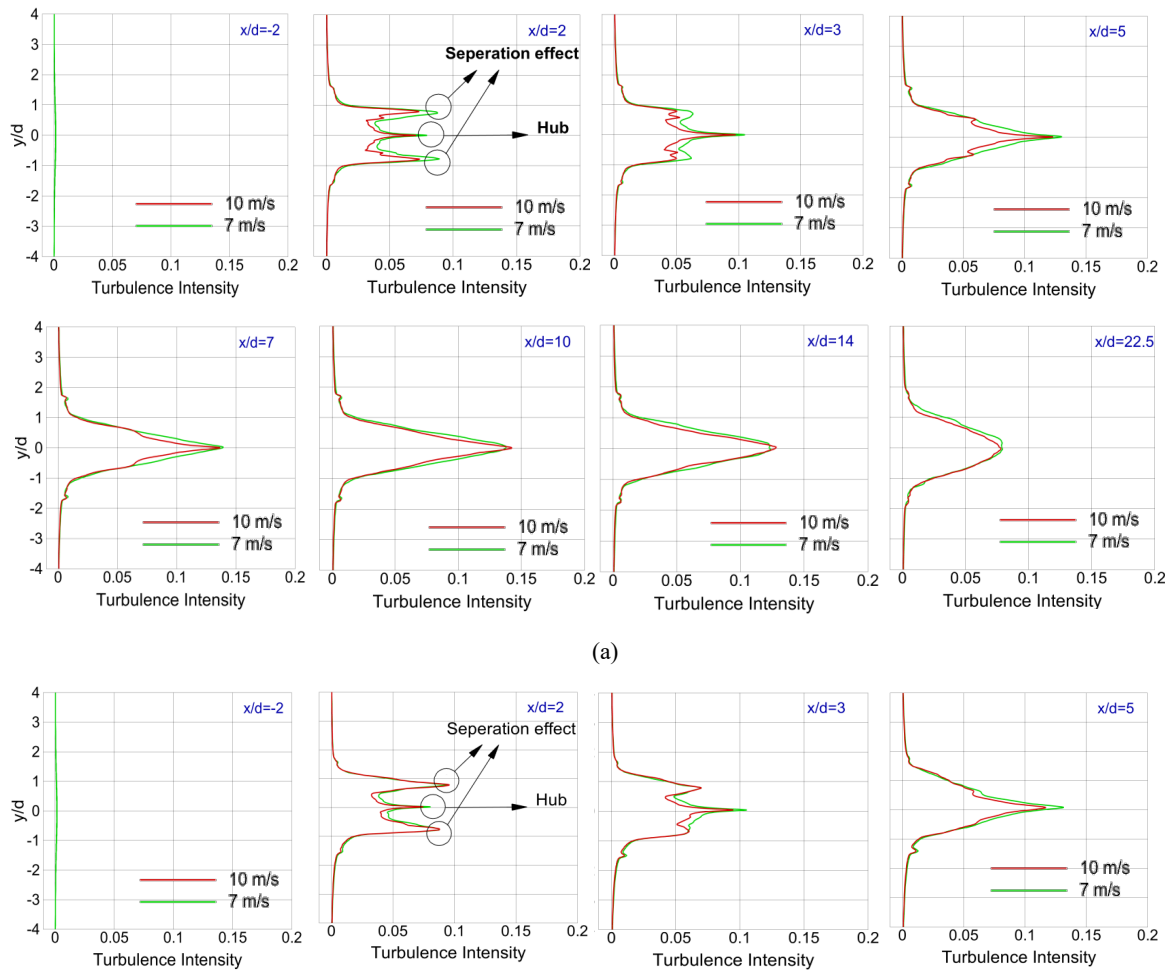 4
3
2
1
0
-1
-2
-3
-4
y/d
x/d=-2
10 m/s
7 m/s
0 0.05 0.1 0.15 0.2
Turbulence Intensity
x/d=2
Seperation effect
Hub
10 m/s
7 m/s
0 0.05 0.1 0.15 0.2
Turbulence Intensity
x/d=3
10 m/s
7 m/s
0 0.05 0.1 0.15 0.2
Turbulence Intensity
x/d=5
10 m/s
7 m/s
0 0.05 0.1 0.15 0.2
Turbulence Intensity
4
3
2
1
0
-1
-2
-3
-4
y/d
x/d=7
10 m/s
7 m/s
0 0.05 0.1 0.15 0.2
Turbulence Intensity
x/d=10
10 m/s
7 m/s
0 0.05 0.1 0.15 0.2
Turbulence Intensity
x/d=14
10 m/s
7 m/s
0 0.05 0.1 0.15 0.2
Turbulence Intensity
x/d=22.5
10 m/s
7 m/s
0 0.05 0.1 0.15 0.2
Turbulence Intensity
(a)
4
3
2
1
0
-1
-2
-3
-4
y/d
x/d=-2
10 m/s
7 m/s
0 0.05 0.1 0.15 0.2
Turbulence Intensity
x/d=2
Seperation effect
Hub
0 0.05 0.1 0.15 0.2
Turbulence Intensity
x/d=3
0 0.05 0.1 0.15 0.2
Turbulence Intensity
x/d=5
10 m/s
7 m/s
0 0.05 0.1 0.15 0.2
Turbulence Intensity